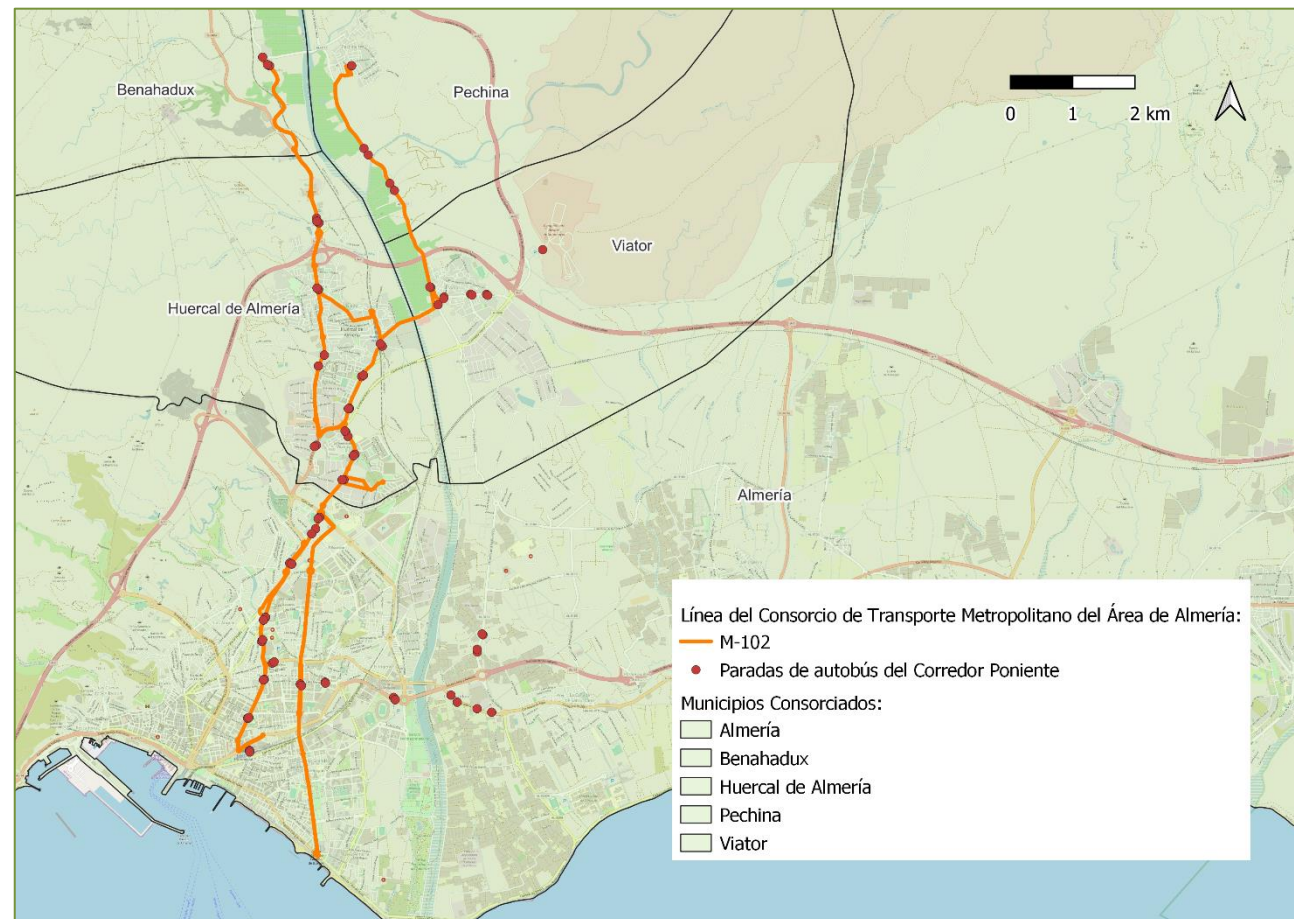 Benahadux
Pechina
0 1 2 km
Viator
Huercal de Almería
Almería
Línea del Consorcio de Transporte Metropolitano del Área de Almería:
M-102
Paradas de autobús del Corredor Poniente
Municipios Consorciados:
Almería
Benahadux
Huercal de Almería
Pechina
Viator